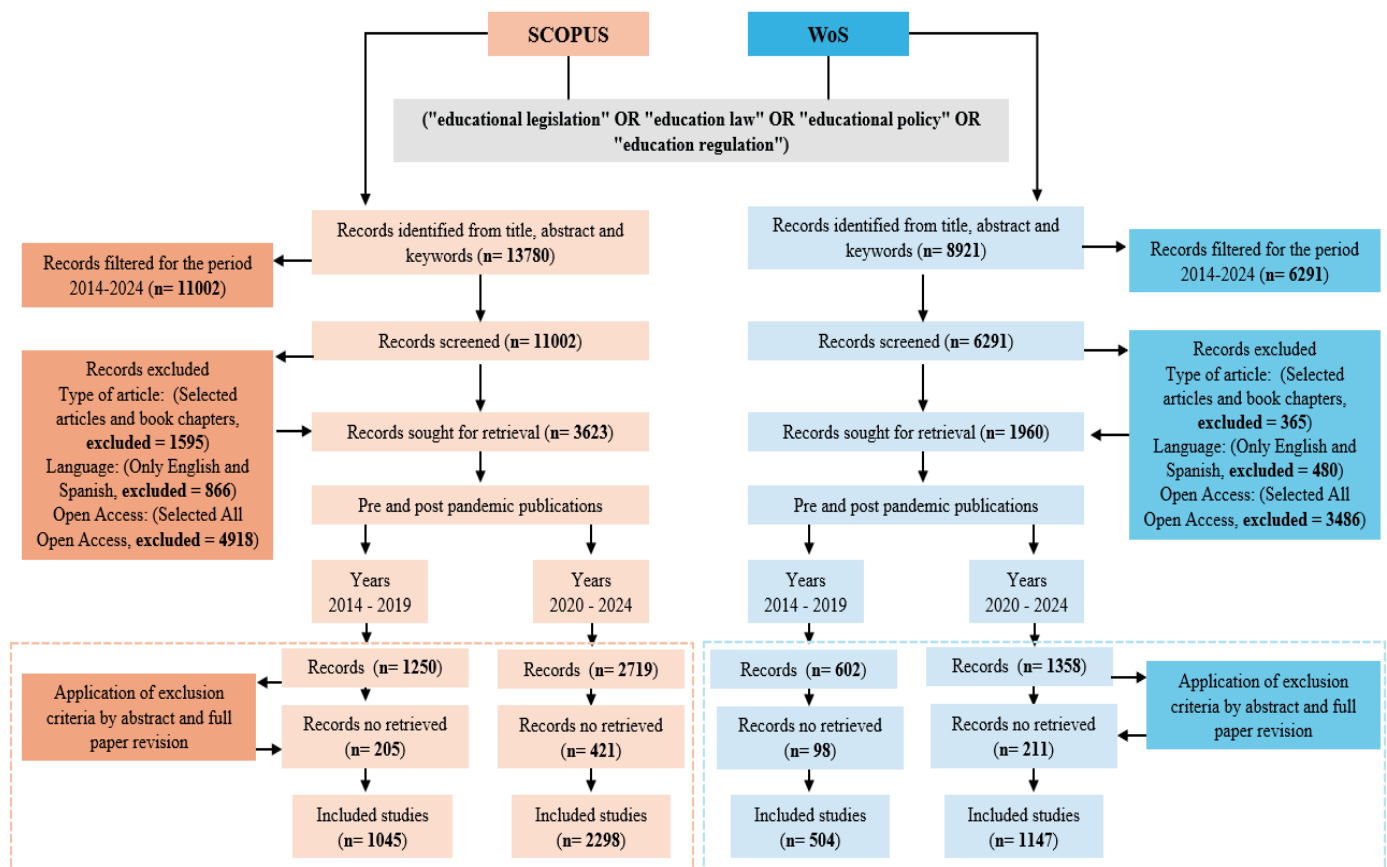 SCOPUS
WoS
("educational legislation" OR "education law" OR "educational policy" OR
"education regulation")
Records identified from title, abstract and
keywords (n= 13780)
Records filtered for the period
2014-2024 (n= 11002)
Records screened (n= 11002)
Records excluded
Type of article: (Selected
articles and book chapters,
excluded = 1595)
Language: (Only English and
Spanish, excluded = 866)
Open Access: (Selected All
Open Access, excluded = 4918)
Records sought for retrieval (n= 3623)
Pre and post pandemic publications
Years
2014 - 2019
Years
2020 - 2024
Records (n= 1250)
Records (n= 2719)
Application of exclusion
criteria by abstract and full
paper revision
Records no retrieved
(n= 205)
Records no retrieved
(n= 421)
Included studies
(n= 1045)
Included studies
(n= 2298)
Records identified from title, abstract and
keywords (n= 8921)
Records filtered for the period
2014-2024 (n= 6291)
Records screened (n= 6291)
Records excluded
Type of article: (Selected
articles and book chapters,
excluded = 365)
Language: (Only English and
Spanish, excluded = 480)
Open Access: (Selected All
Open Access, excluded = 3486)
Records sought for retrieval (n= 1960)
Pre and post pandemic publications
Years
2014 - 2019
Years
2020 - 2024
Records (n= 602)
Records (n= 1358)
Application of exclusion
criteria by abstract and full
paper revision
Records no retrieved
(n= 98)
Records no retrieved
(n= 211)
Included studies
(n= 504)
Included studies
(n= 1147)